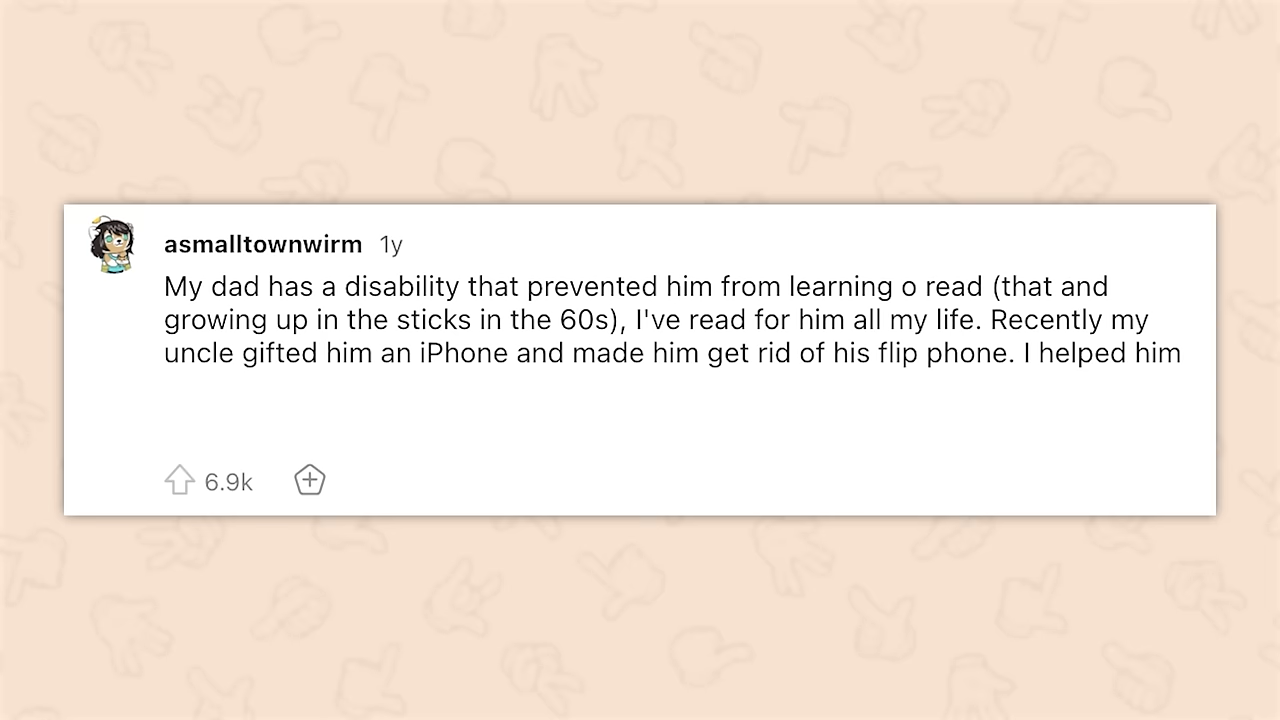 asmalltownwirm 1y
My dad has a disability that prevented him from learning o read (that and
growing up in the sticks in the 60s), I've read for him all my life. Recently my
uncle gifted him an iPhone and made him get rid of his flip phone. I helped him
6.9k